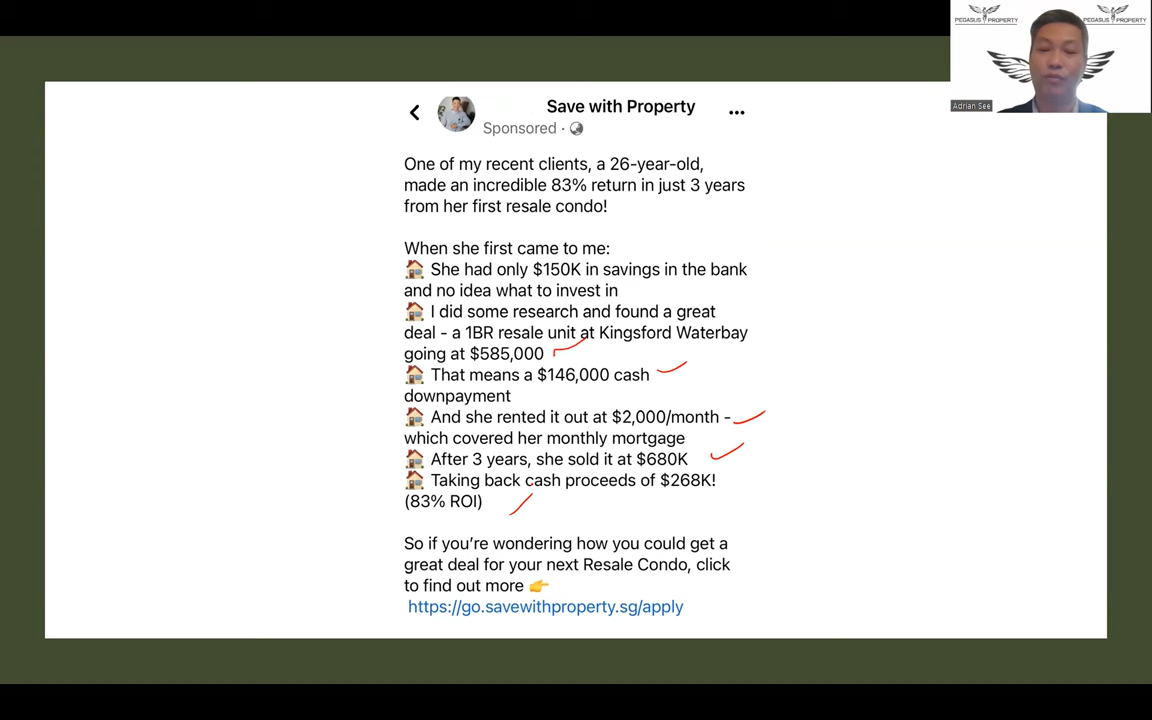 PEGASUS PROPERTY
PEGASUS PROPERTY
Adrian See
Save with Property
Sponsored ·
One of my recent clients, a 26-year-old,
made an incredible 83% return in just 3 years
from her first resale condo!
When she first came to me:
🏠 She had only $150K in savings in the bank
and no idea what to invest in
🏠 I did some research and found a great
deal - a 1BR resale unit at Kingsford Waterbay
going at $585,000
🏠 That means a $146,000 cash
downpayment
🏠 And she rented it out at $2,000/month -
which covered her monthly mortgage
🏠 After 3 years, she sold it at $680K
🏠 Taking back cash proceeds of $268K!
(83% ROI)
So if you’re wondering how you could get a
great deal for your next Resale Condo, click
to find out more 👉
https://go.savewithproperty.sg/apply